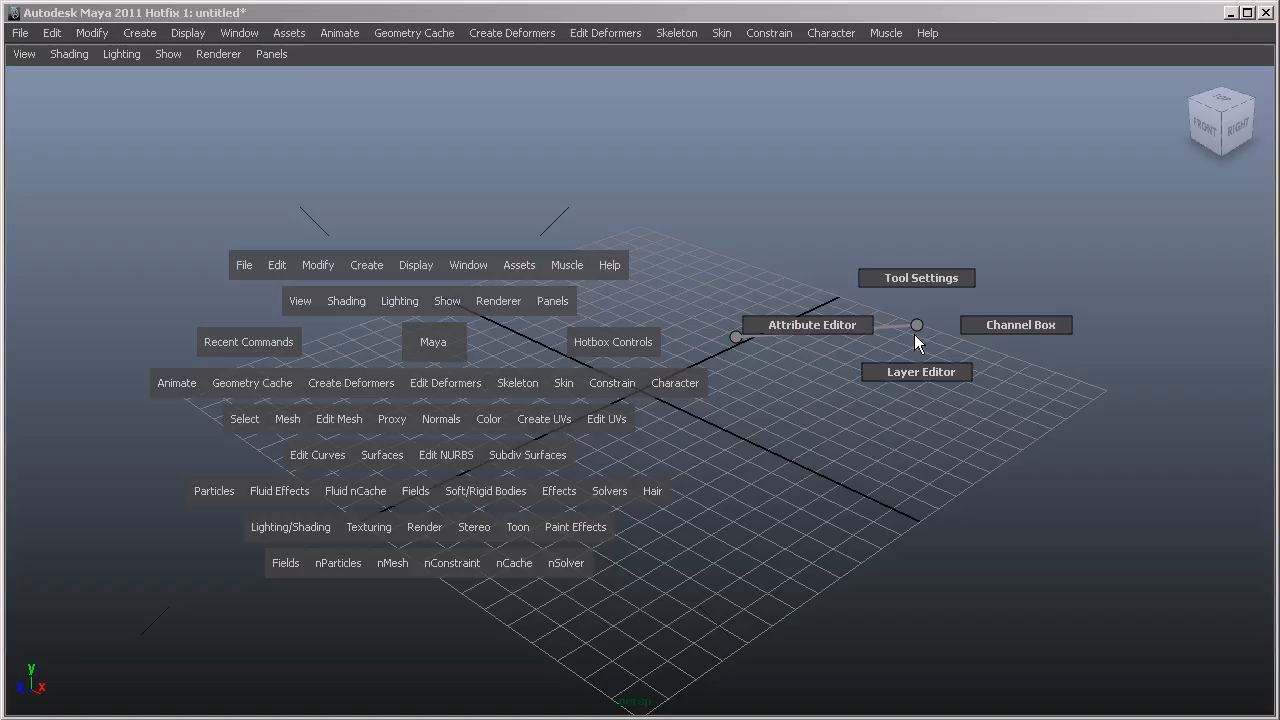 Autodesk Maya 2011 Hotfix 1: untitled*
File Edit Modify Create Display Window Assets Animate Geometry Cache Create Deformers Edit Deformers Skeleton Skin Constrain Character Muscle Help
View Shading Lighting Show Renderer Panels
TOP
FRONT RIGHT
File Edit Modify Create Display Window Assets Muscle Help
Tool Settings
View Shading Lighting Show Renderer Panels
Attribute Editor Channel Box
Recent Commands Maya Hotbox Controls
Layer Editor
Animate Geometry Cache Create Deformers Edit Deformers Skeleton Skin Constrain Character
Select Mesh Edit Mesh Proxy Normals Color Create UVs Edit UVs
Edit Curves Surfaces Edit NURBS Subdiv Surfaces
Particles Fluid Effects Fluid nCache Fields Soft/Rigid Bodies Effects Solvers Hair
Lighting/Shading Texturing Render Stereo Toon Paint Effects
Fields nParticles nMesh nConstraint nCache nSolver
y
z x
persp